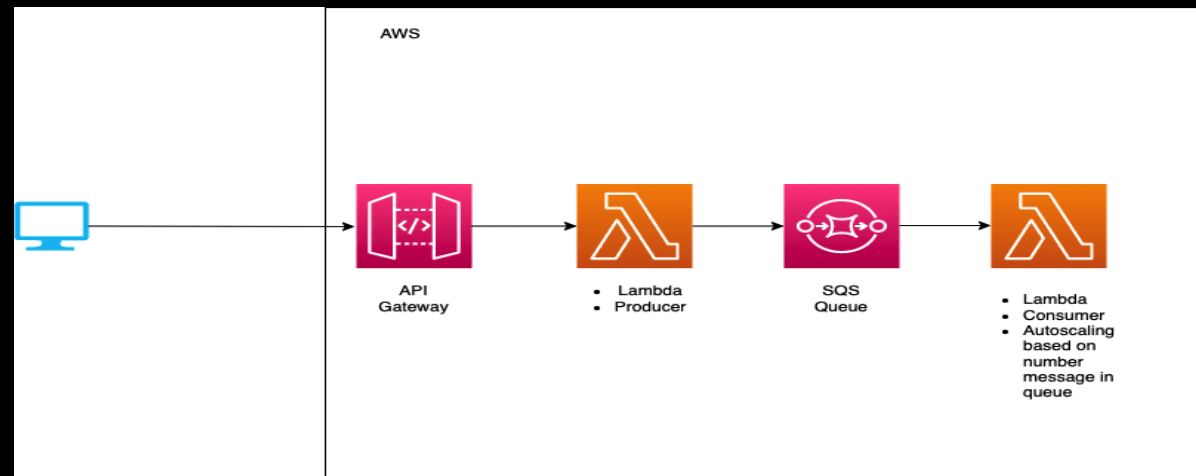 AWS
</>
API
Gateway
• Lambda
• Producer
SQS
Queue
• Lambda
• Consumer
• Autoscaling
based on
number
message in
queue